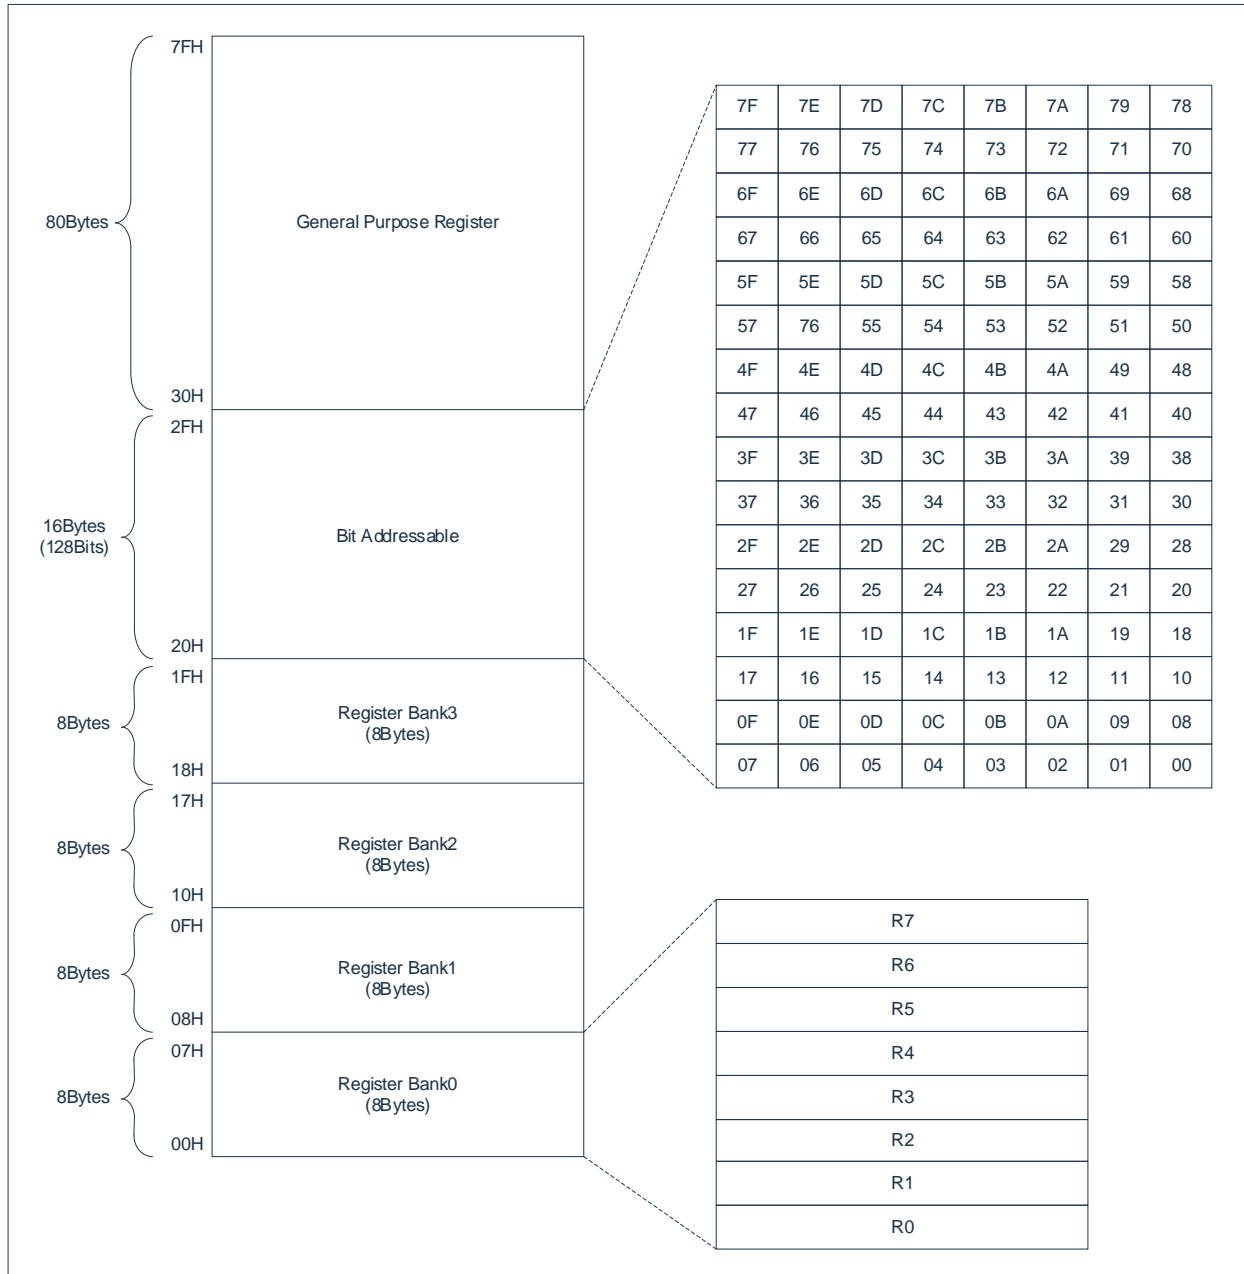 7FH
80Bytes
General Purpose Register
30H
2FH
16Bytes
(128Bits)
Bit Addressable
20H
1FH
8Bytes
Register Bank3
(8Bytes)
18H
17H
8Bytes
Register Bank2
(8Bytes)
10H
0FH
8Bytes
Register Bank1
(8Bytes)
08H
07H
8Bytes
Register Bank0
(8Bytes)
00H
7F 7E 7D 7C 7B 7A 79 78
77 76 75 74 73 72 71 70
6F 6E 6D 6C 6B 6A 69 68
67 66 65 64 63 62 61 60
5F 5E 5D 5C 5B 5A 59 58
57 76 55 54 53 52 51 50
4F 4E 4D 4C 4B 4A 49 48
47 46 45 44 43 42 41 40
3F 3E 3D 3C 3B 3A 39 38
37 36 35 34 33 32 31 30
2F 2E 2D 2C 2B 2A 29 28
27 26 25 24 23 22 21 20
1F 1E 1D 1C 1B 1A 19 18
17 16 15 14 13 12 11 10
0F 0E 0D 0C 0B 0A 09 08
07 06 05 04 03 02 01 00
R7
R6
R5
R4
R3
R2
R1
R0